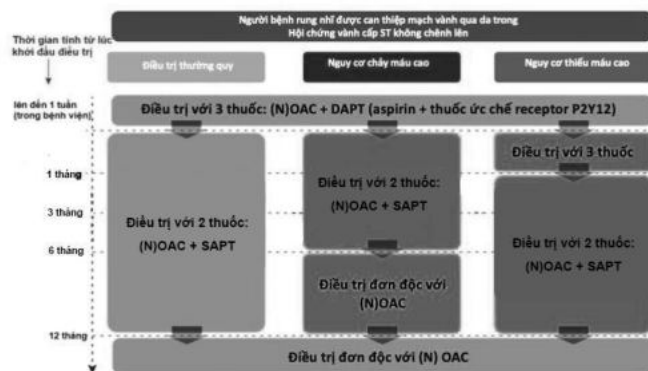 Người bệnh rung nhĩ được can thiệp mạch vành qua da trong
Hội chứng vành cấp ST không chênh lên
Thời gian tính từ lúc
khởi đầu điều trị
Điều trị thường quy
Nguy cơ chảy máu cao
Nguy cơ thiếu máu cao
lên đến 1 tuần
(trong bệnh viện)
Điều trị với 3 thuốc: (N)OAC + DAPT (aspirin + thuốc ức chế receptor P2Y12)
Điều trị với 3 thuốc
1 tháng
Điều trị với 2 thuốc:
(N)OAC + SAPT
3 tháng
Điều trị với 2 thuốc:
(N)OAC + SAPT
Điều trị với 2 thuốc:
(N)OAC + SAPT
6 tháng
Điều trị đơn độc với
(N)OAC
12 tháng
Điều trị đơn độc với (N) OAC